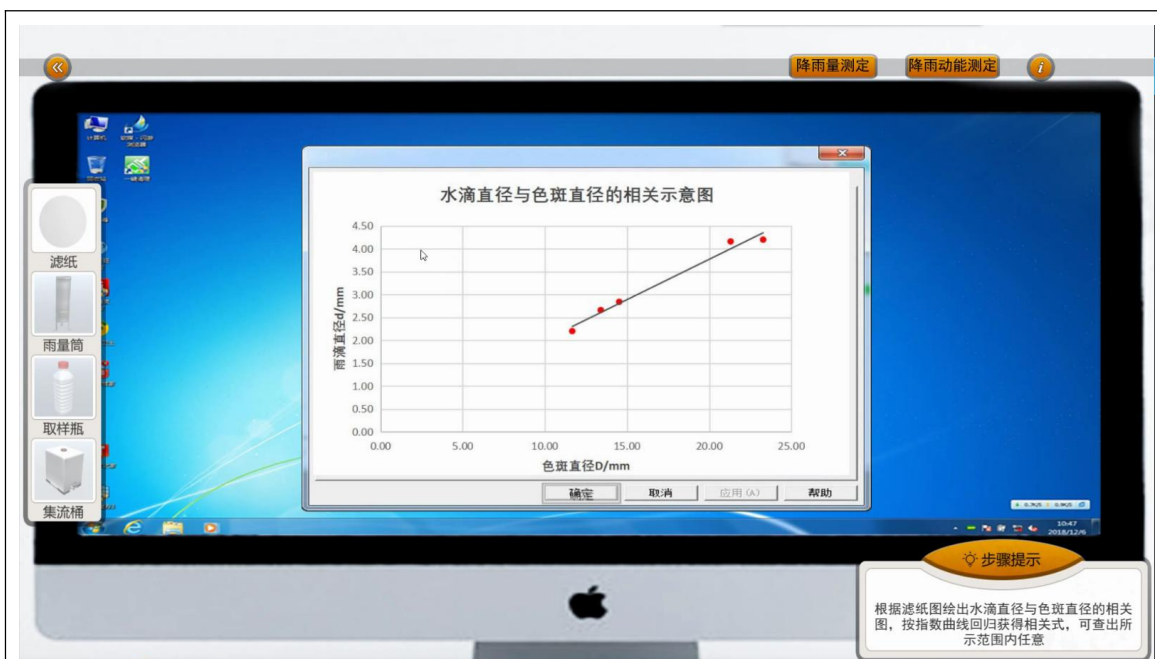 降雨量测定
降雨动能测定
i
滤纸
雨量筒
取样瓶
集流桶
水滴直径与色斑直径的相关示意图
雨滴直径d/mm
4.50
4.00
3.50
3.00
2.50
2.00
1.50
1.00
0.50
0.00
0.00 5.00 10.00 15.00 20.00 25.00
色斑直径D/mm
确定 取消 应用(A) 帮助
10:47
2018/12/6
步骤提示
根据滤纸图绘出水滴直径与色斑直径的相关
图，按指数曲线回归获得相关式，可查出所
示范围内任意